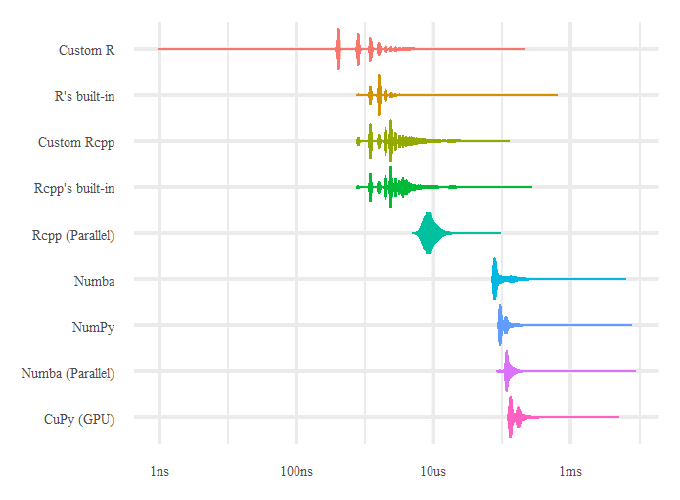 Custom R
R's built-in
Custom Rcpp
Rcpp's built-in
Rcpp (Parallel)
Numba
NumPy
Numba (Parallel)
CuPy (GPU)
1ns 100ns 10us 1ms